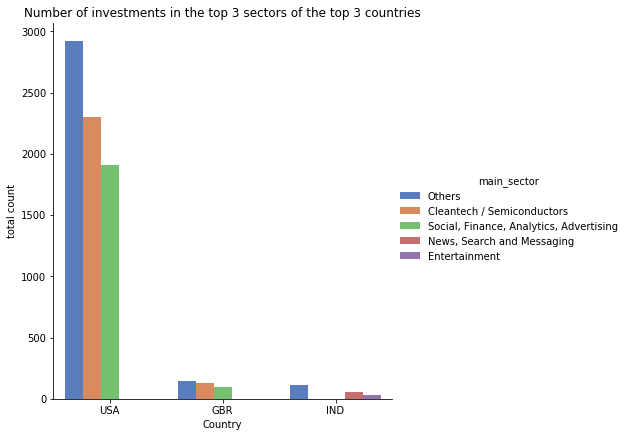 Number of investments in the top 3 sectors of the top 3 countries
3000
2500
2000
1500
1000
500
0
total count
USA
GBR
IND
Country
main_sector
Others
Cleantech / Semiconductors
Social, Finance, Analytics, Advertising
News, Search and Messaging
Entertainment